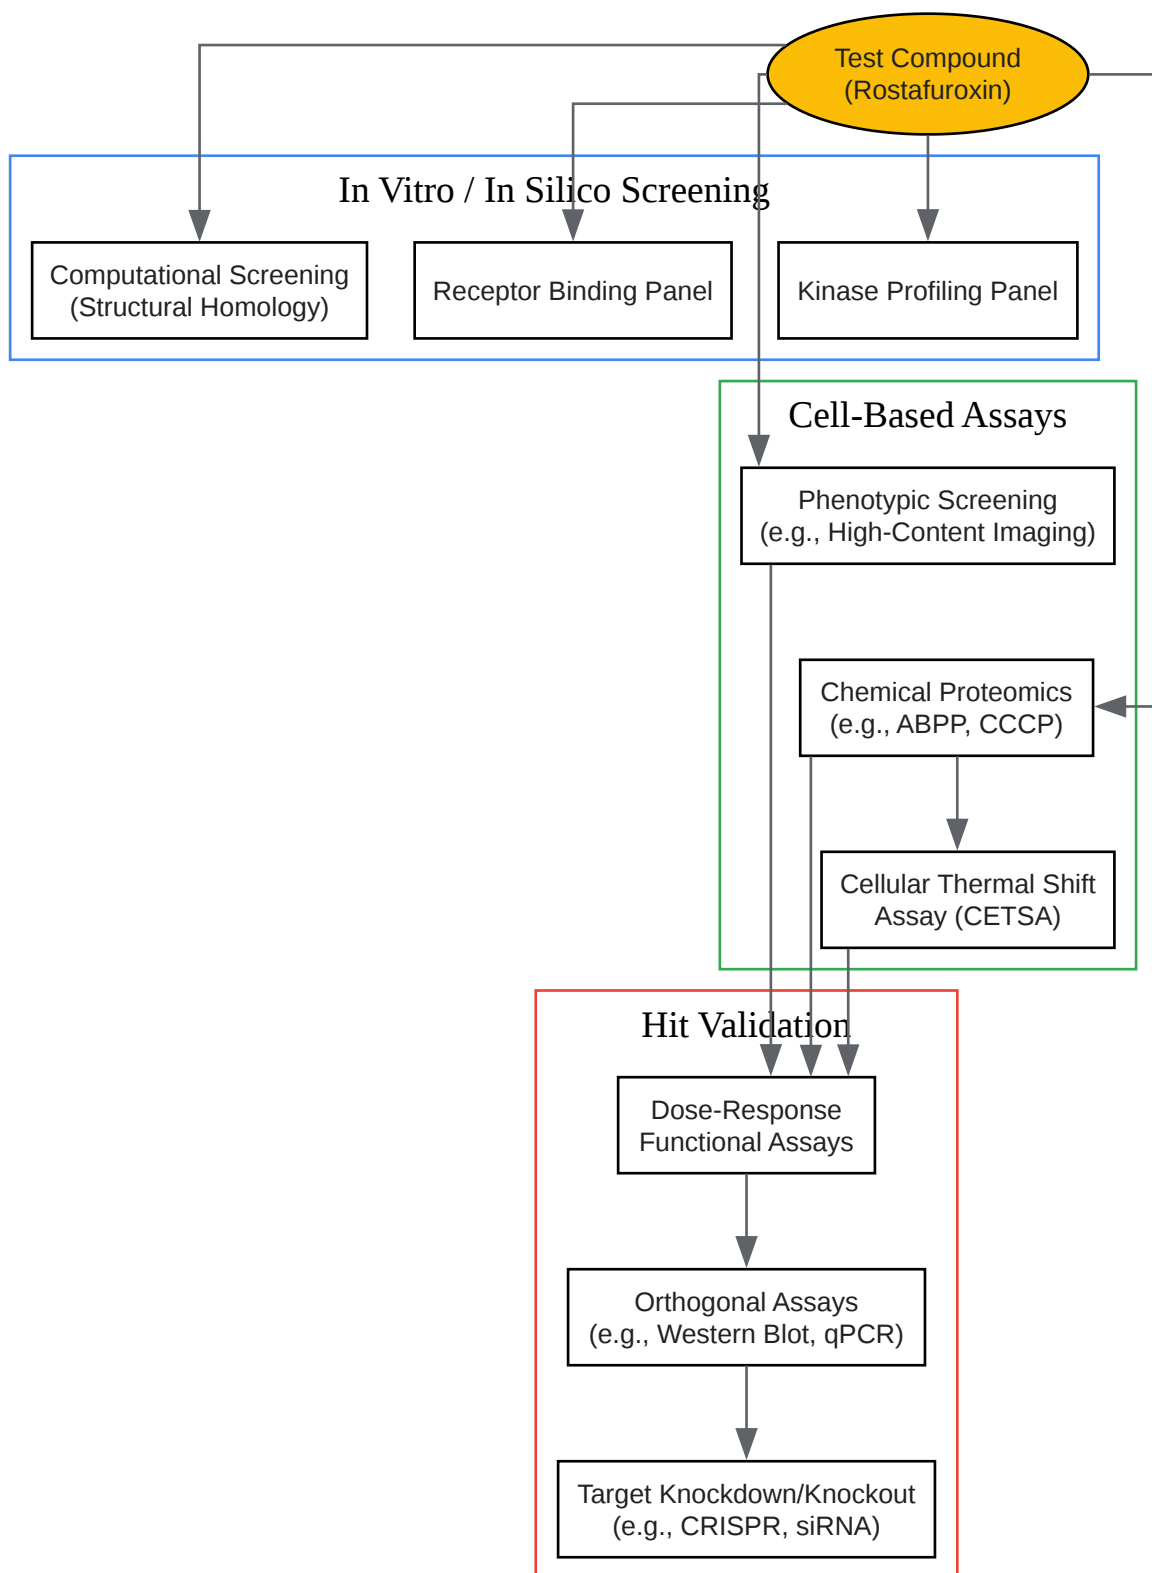 Test Compound
(Rostafuroxin)
In Vitro / In Silico Screening
Computational Screening
(Structural Homology)
Receptor Binding Panel
Kinase Profiling Panel
Cell-Based Assays
Phenotypic Screening
(e.g., High-Content Imaging)
Chemical Proteomics
(e.g., ABPP, CCCP)
Cellular Thermal Shift
Assay (CETSA)
Hit Validation
Dose-Response
Functional Assays
Orthogonal Assays
(e.g., Western Blot, qPCR)
Target Knockdown/Knockout
(e.g., CRISPR, siRNA)